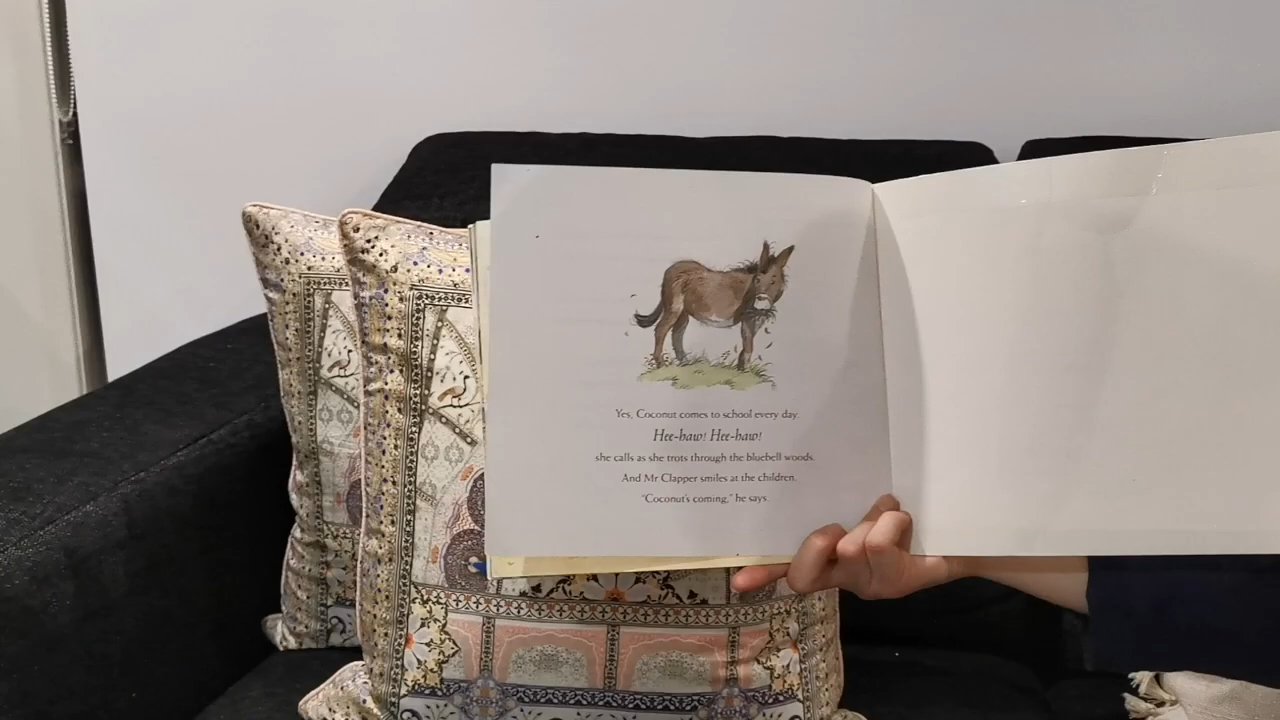 Yes, Coconut comes to school every day.
Hee-haw! Hee-haw!
she calls as she trots through the bluebell woods.
And Mr Clapper smiles at the children.
"Coconut's coming," he says.